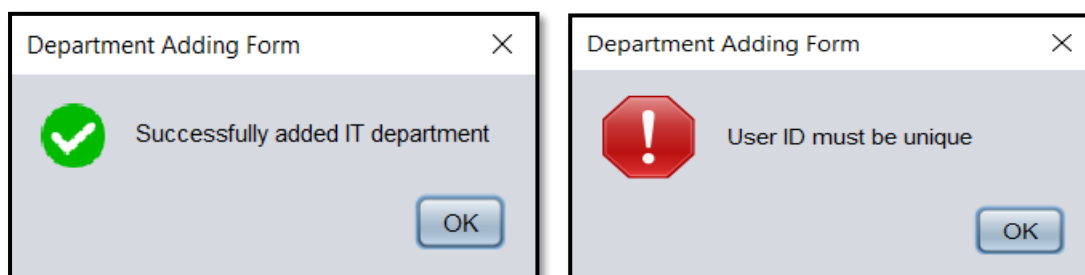 Department Adding Form
Successfully added IT department
OK
Department Adding Form
User ID must be unique
OK